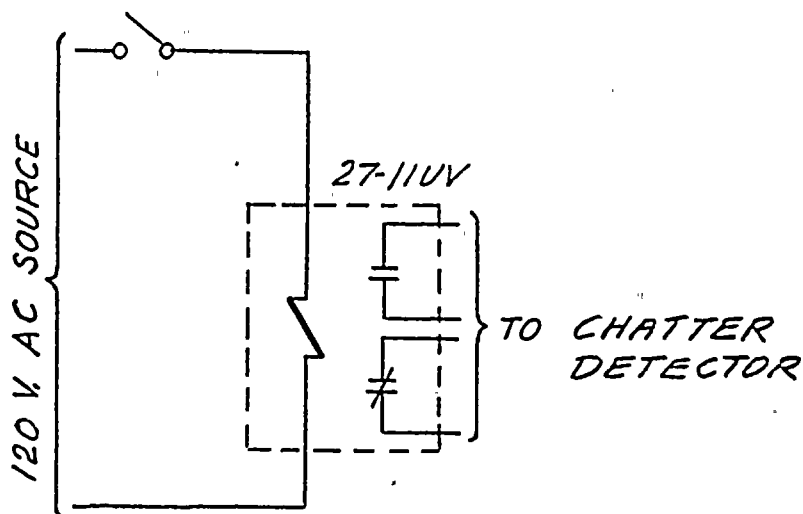 120 V. AC SOURCE
27-11UV
TO CHATTER
DETECTOR